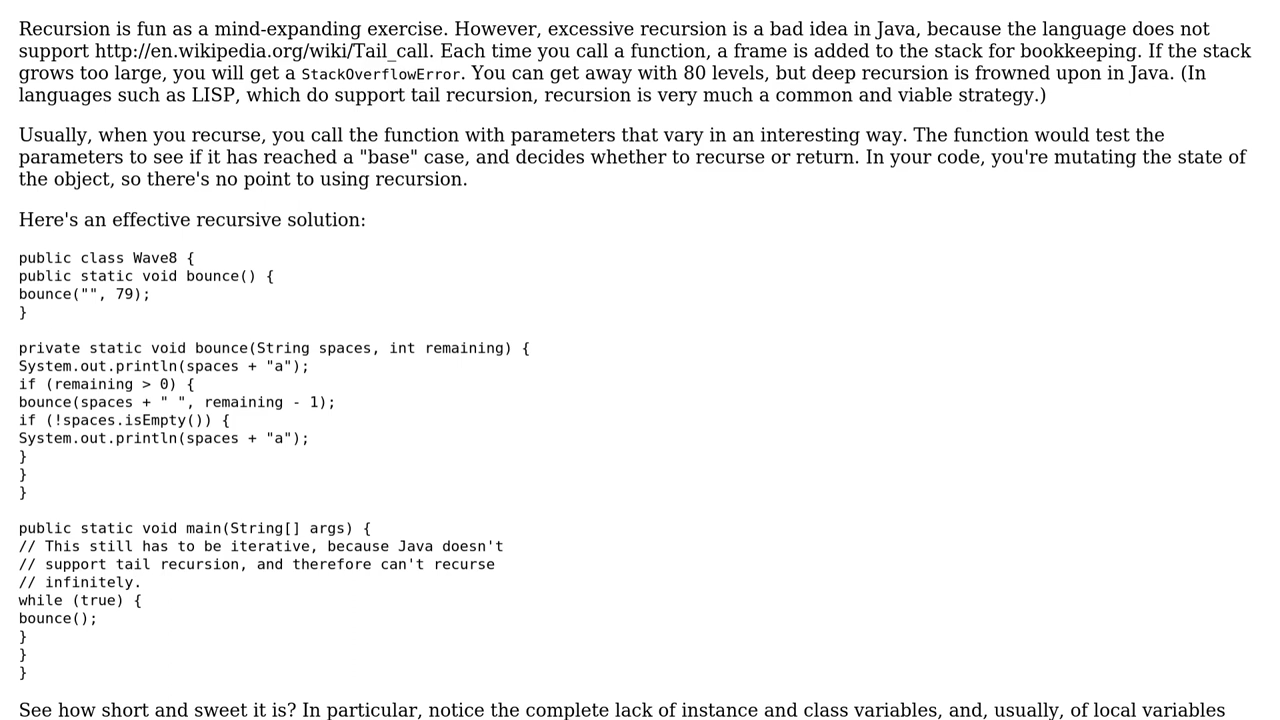 Recursion is fun as a mind-expanding exercise. However, excessive recursion is a bad idea in Java, because the language does not
support http://en.wikipedia.org/wiki/Tail_call. Each time you call a function, a frame is added to the stack for bookkeeping. If the stack
grows too large, you will get a StackOverflowError. You can get away with 80 levels, but deep recursion is frowned upon in Java. (In
languages such as LISP, which do support tail recursion, recursion is very much a common and viable strategy.)
Usually, when you recurse, you call the function with parameters that vary in an interesting way. The function would test the
parameters to see if it has reached a "base" case, and decides whether to recurse or return. In your code, you're mutating the state of
the object, so there's no point to using recursion.
Here's an effective recursive solution:
public class Wave8 {
public static void bounce() {
bounce("", 79);
}
private static void bounce(String spaces, int remaining) {
System.out.println(spaces + "a");
if (remaining > 0) {
bounce(spaces + " ", remaining - 1);
if (!spaces.isEmpty()) {
System.out.println(spaces + "a");
}
}
}
public static void main(String[] args) {
// This still has to be iterative, because Java doesn't
// support tail recursion, and therefore can't recurse
// infinitely.
while (true) {
bounce();
}
}
}
See how short and sweet it is? In particular, notice the complete lack of instance and class variables, and, usually, of local variables